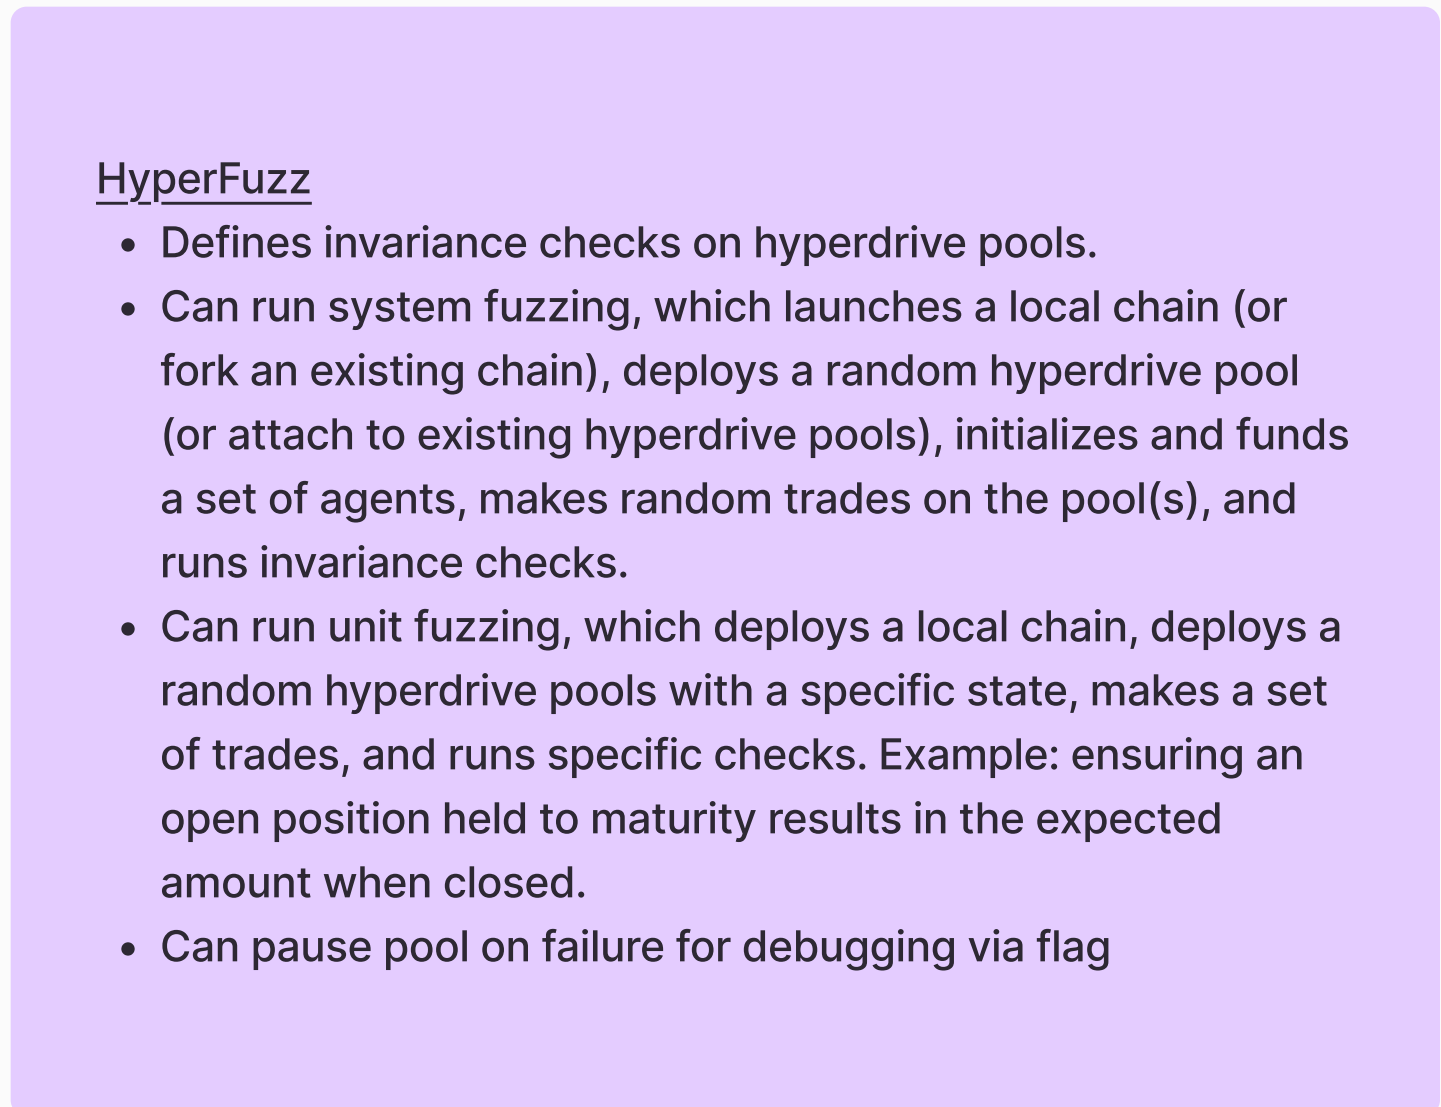 HyperFuzz
• Defines invariance checks on hyperdrive pools.
• Can run system fuzzing, which launches a local chain (or
fork an existing chain), deploys a random hyperdrive pool
(or attach to existing hyperdrive pools), initializes and funds
a set of agents, makes random trades on the pool(s), and
runs invariance checks.
• Can run unit fuzzing, which deploys a local chain, deploys a
random hyperdrive pools with a specific state, makes a set
of trades, and runs specific checks. Example: ensuring an
open position held to maturity results in the expected
amount when closed.
• Can pause pool on failure for debugging via flag